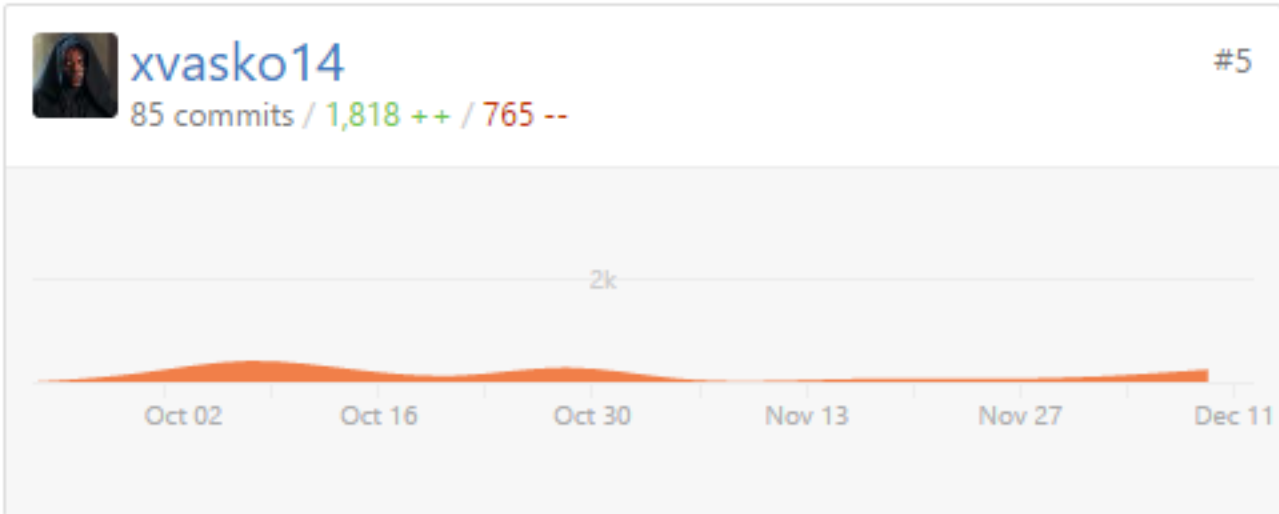 xvasko14 #5
85 commits / 1,818 ++ / 765 --
2k
Oct 02 Oct 16 Oct 30 Nov 13 Nov 27 Dec 11